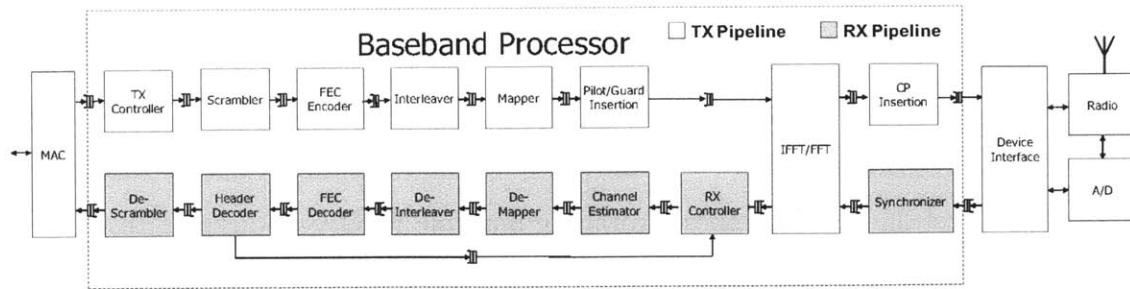 Baseband Processor
TX Pipeline
RX Pipeline
MAC
TX
Controller
Scrambler
FEC
Encoder
Interleaver
Mapper
Pilot/Guard
Insertion
IFFT/FFT
CP
Insertion
Device
Interface
Radio
A/D
De-
Scrambler
Header
Decoder
FEC
Decoder
De-
Interleaver
De-
Mapper
Channel
Estimator
RX
Controller
Synchronizer